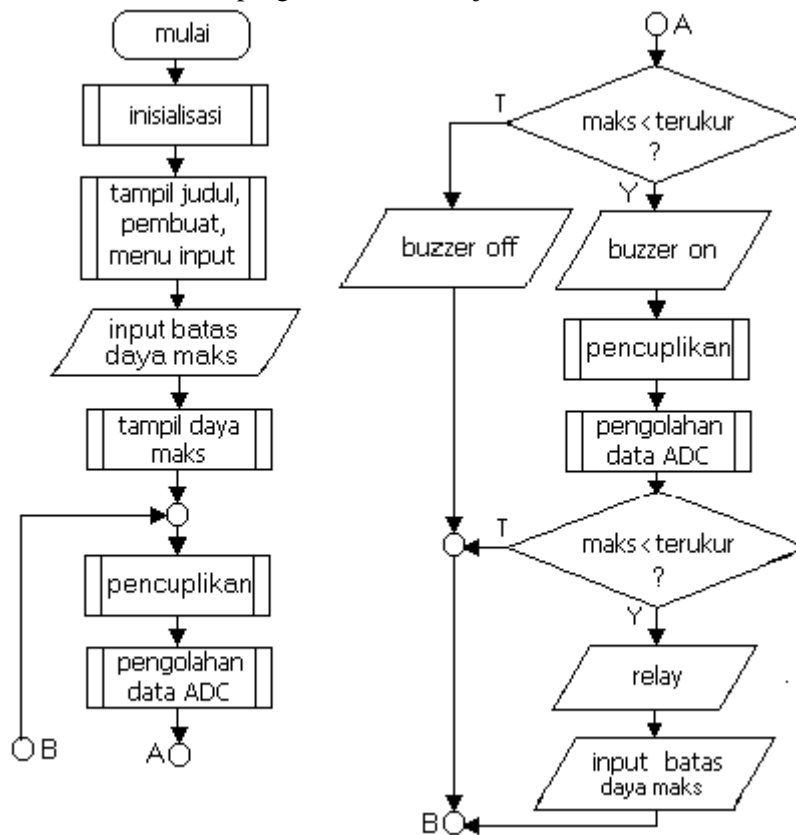 mulai
inisialisasi
tampil judul,
pembuat,
menu input
input batas
daya maks
tampil daya
maks
pencuplikan
pengolahan
data ADC
B
A
A
maks<terukur
?
T
Y
buzzer off
buzzer on
pencuplikan
pengolahan
data ADC
maks<terukur
?
T
Y
relay
input batas
daya maks
B